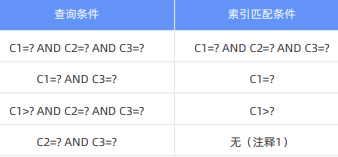 查询条件 索引匹配条件
C1=? AND C2=? AND C3=? C1=? AND C2=? AND C3=?
C1=? AND C3=? C1=?
C1>? AND C2=? AND C3=? C1>?
C2=? AND C3=? 无（注释1）